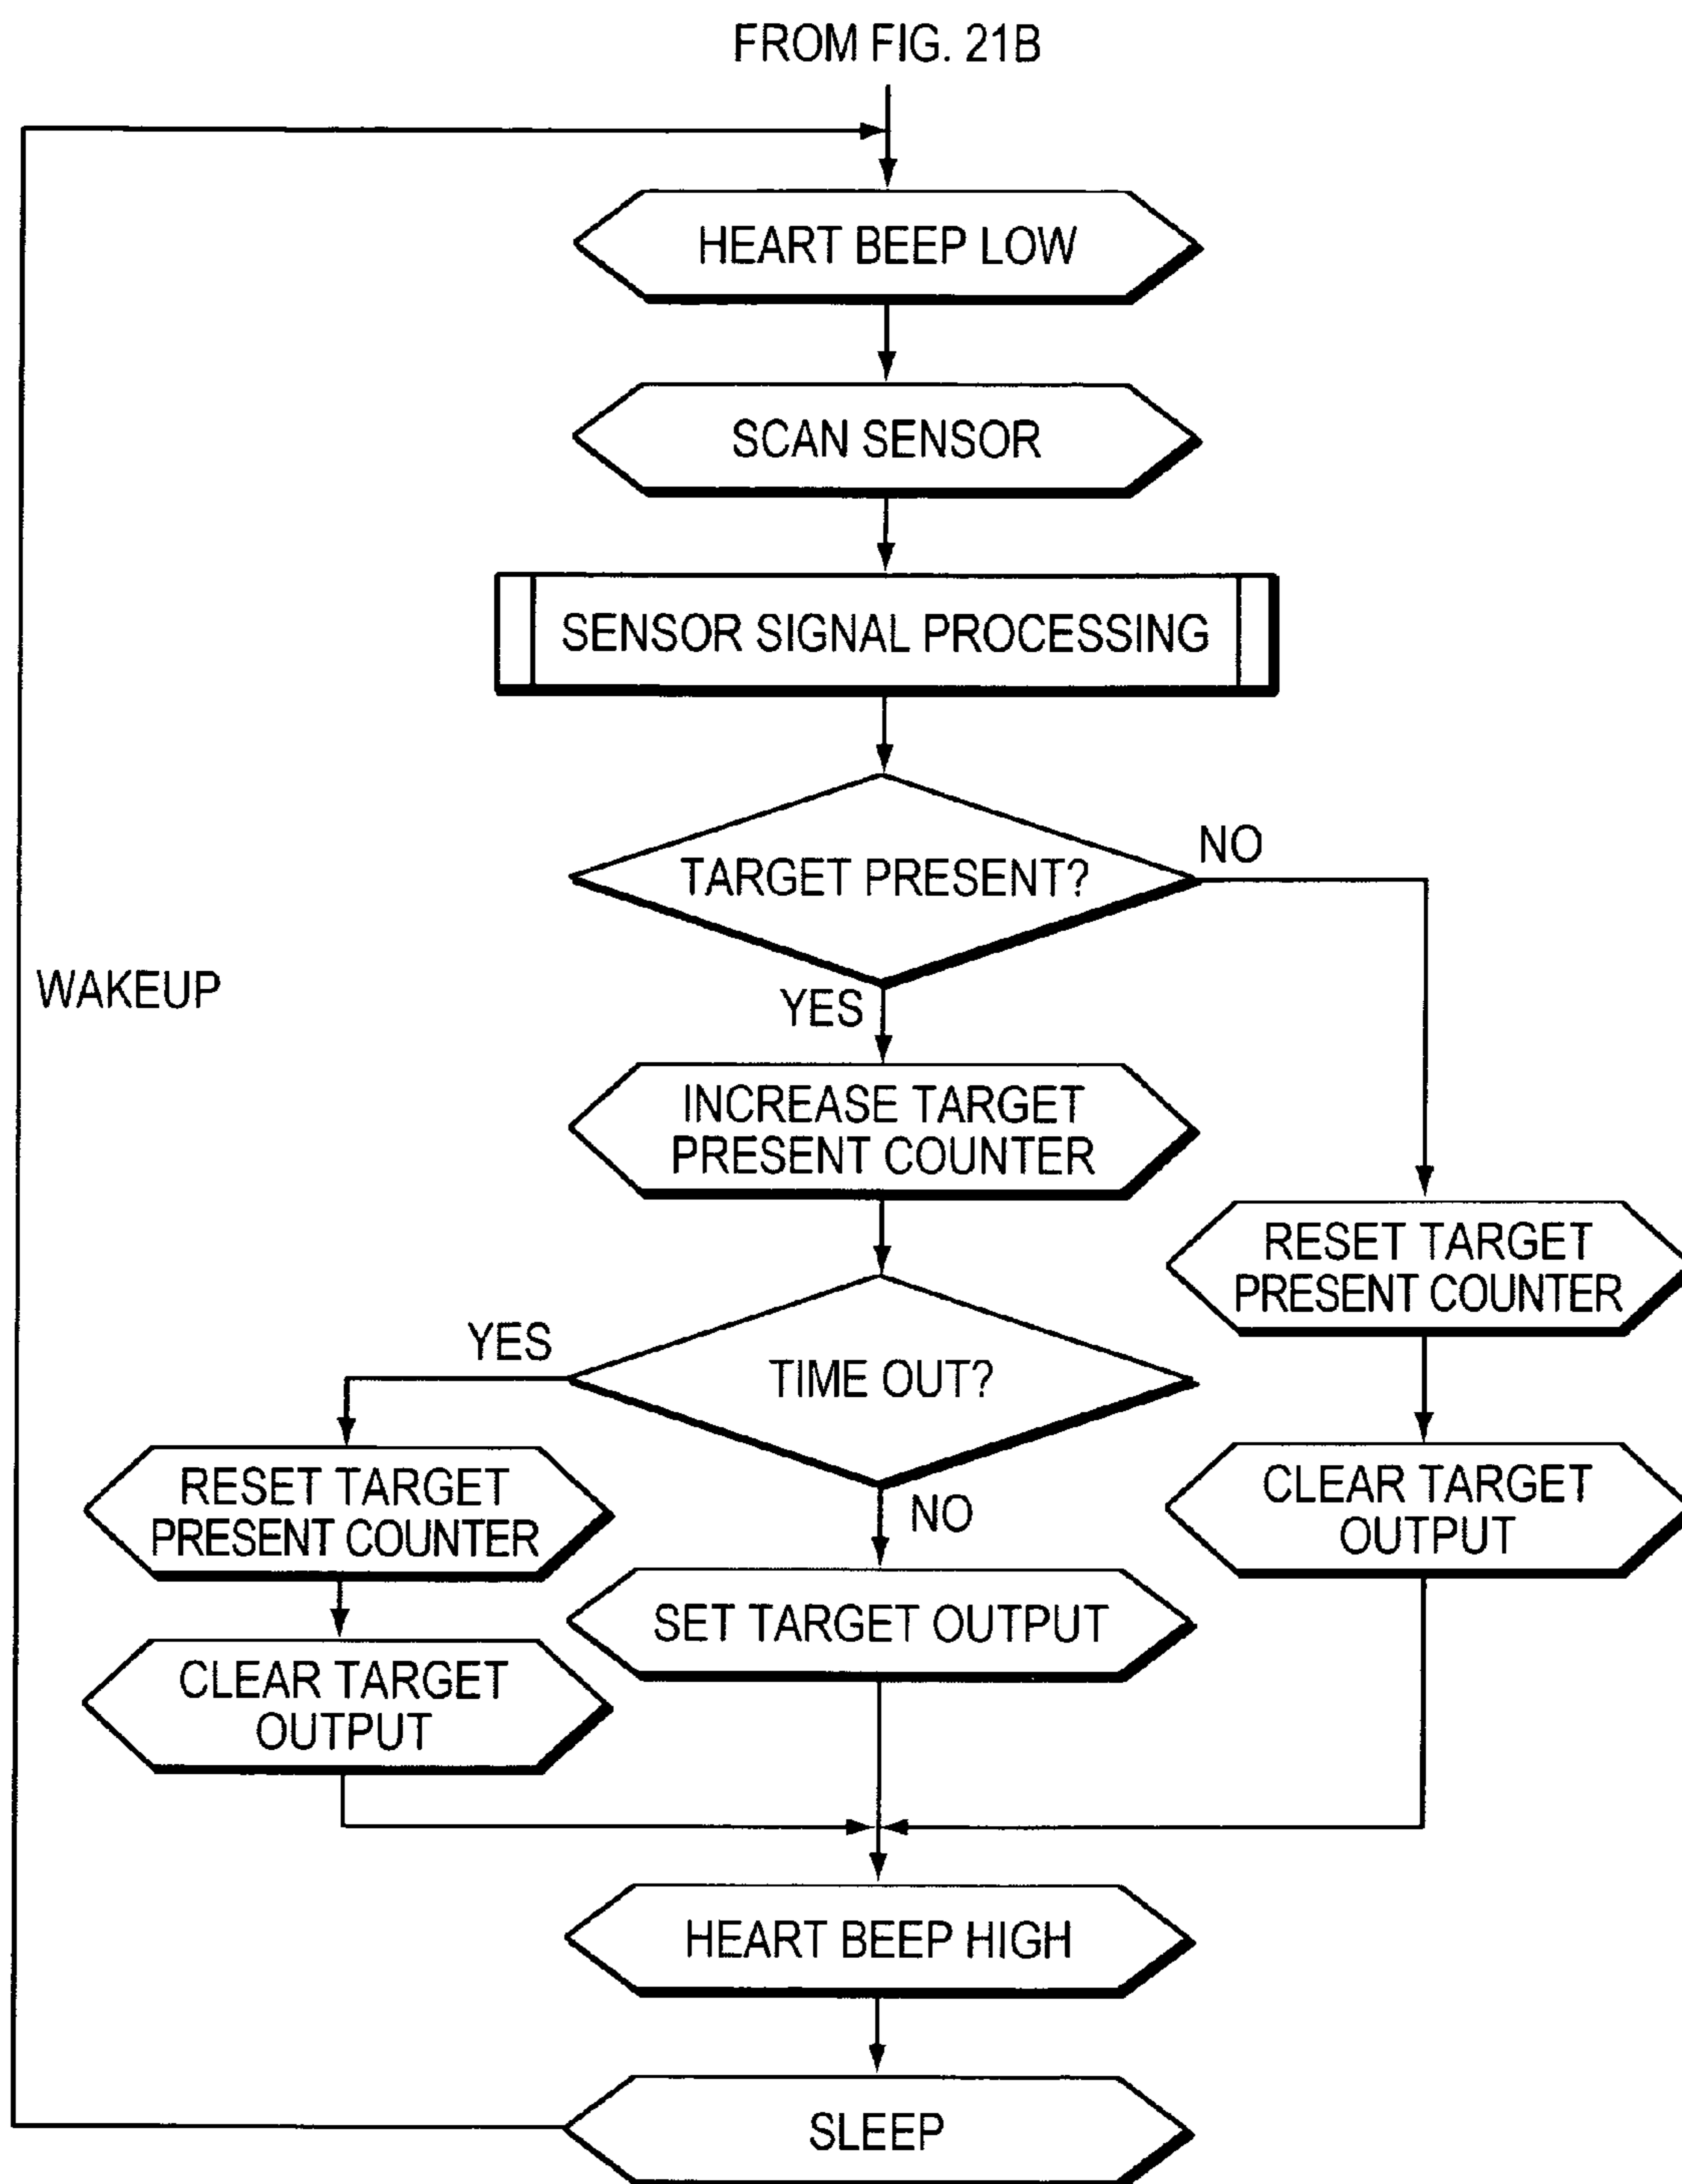 FROM FIG. 21B
HEART BEEP LOW
SCAN SENSOR
SENSOR SIGNAL PROCESSING
TARGET PRESENT?
NO
WAKEUP
YES
INCREASE TARGET
PRESENT COUNTER
RESET TARGET
PRESENT COUNTER
YES
TIME OUT?
NO
RESET TARGET
PRESENT COUNTER
CLEAR TARGET
OUTPUT
SET TARGET OUTPUT
CLEAR TARGET
OUTPUT
HEART BEEP HIGH
SLEEP